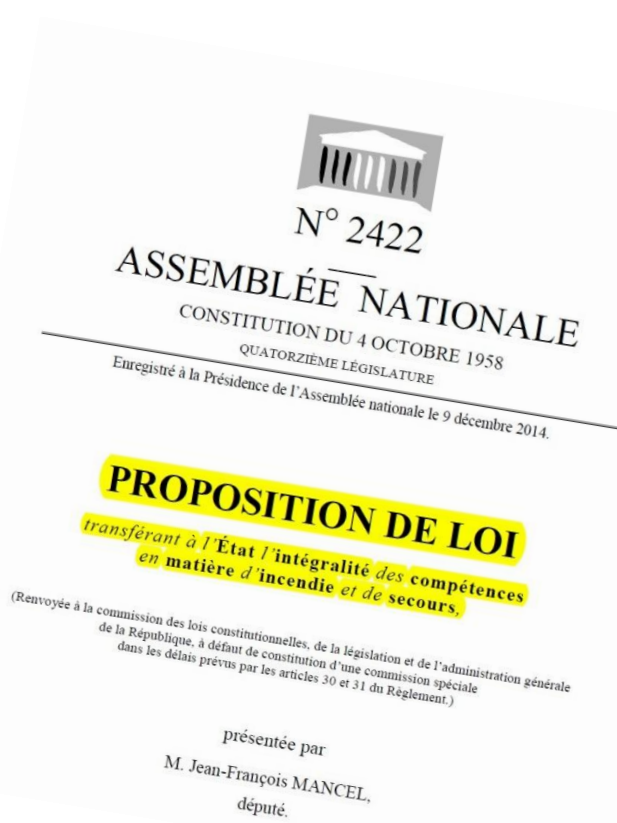 N° 2422
ASSEMBLÉE NATIONALE
CONSTITUTION DU 4 OCTOBRE 1958
QUATORZIÈME LÉGISLATURE
Enregistré à la Présidence de l'Assemblée nationale le 9 décembre 2014.
PROPOSITION DE LOI
transférant à l'État l'intégralité des compétences
en matière d'incendie et de secours,
(Renvoyée à la commission des lois constitutionnelles, de la législation et de l'administration générale
de la République, à défaut de constitution d'une commission spéciale
dans les délais prévus par les articles 30 et 31 du Règlement.)
présentée par
M. Jean-François MANCEL,
député.